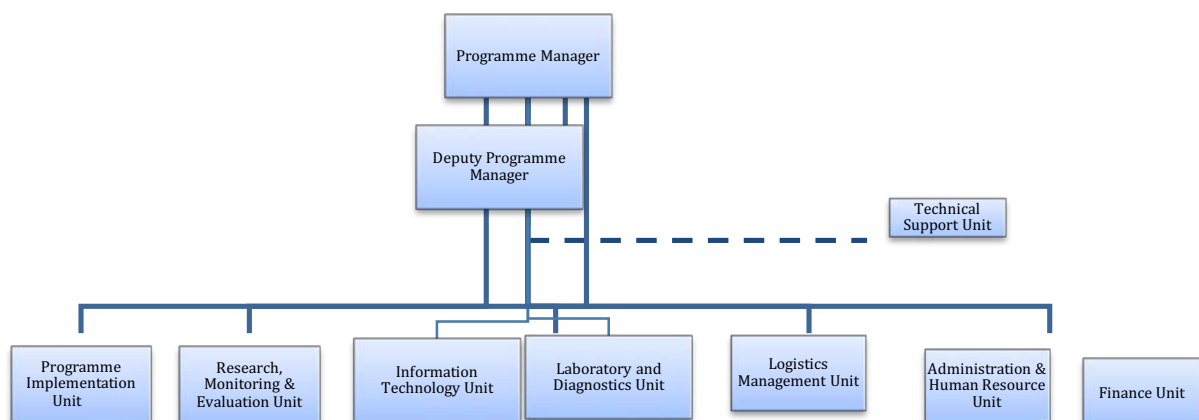 Programme Manager
Deputy Programme
Manager
Technical
Support Unit
Programme
Implementation
Unit
Research,
Monitoring &
Evaluation Unit
Information
Technology Unit
Laboratory and
Diagnostics Unit
Logistics
Management Unit
Administration &
Human Resource
Unit
Finance Unit